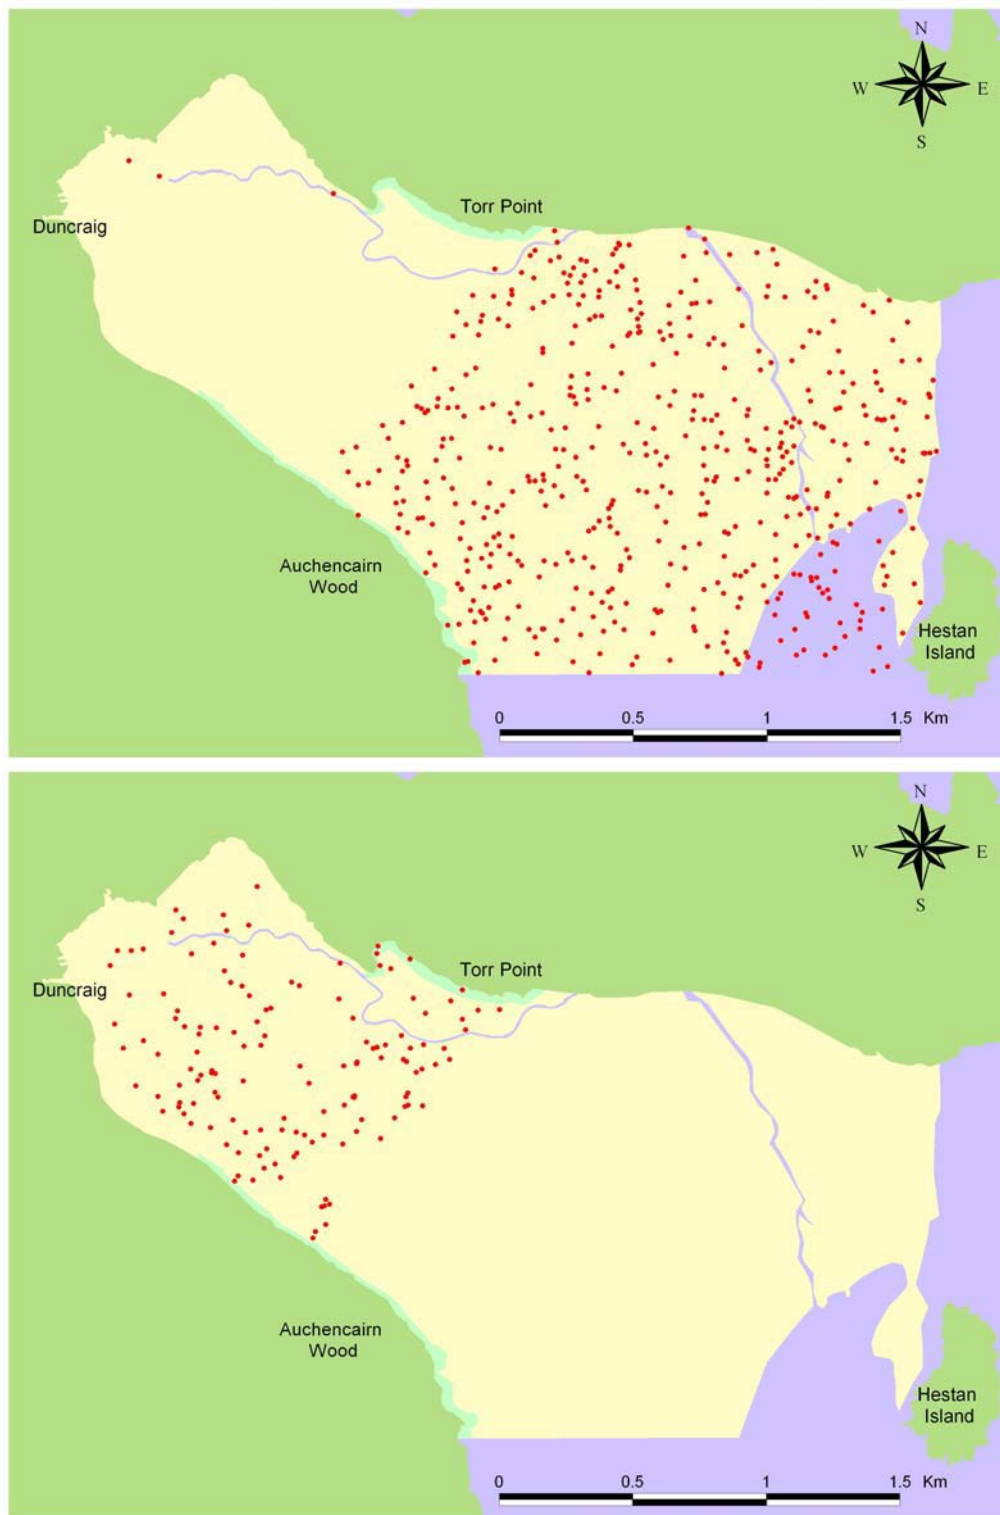 N
W E
S
Torr Point
Duncraig
Auchencairn
Wood
Hestan
Island
0 0.5 1 1.5 Km
N
W E
S
Torr Point
Duncraig
Auchencairn
Wood
Hestan
Island
0 0.5 1 1.5 Km